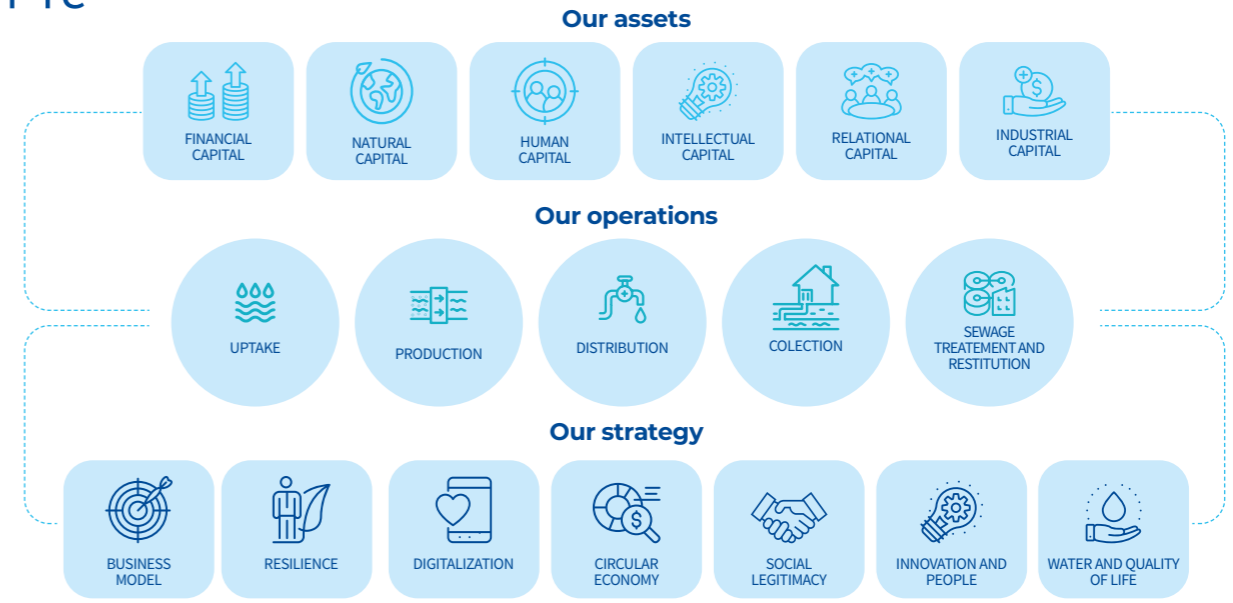 Our assets
FINANCIAL
CAPITAL
NATURAL
CAPITAL
HUMAN
CAPITAL
INTELLECTUAL
CAPITAL
RELATIONAL
CAPITAL
INDUSTRIAL
CAPITAL
Our operations
UPTAKE
PRODUCTION
DISTRIBUTION
COLECTION
SEWAGE
TREATEMENT AND
RESTITUTION
Our strategy
BUSINESS
MODEL
RESILIENCE
DIGITALIZATION
CIRCULAR
ECONOMY
SOCIAL
LEGITIMACY
INNOVATION AND
PEOPLE
WATER AND QUALITY
OF LIFE